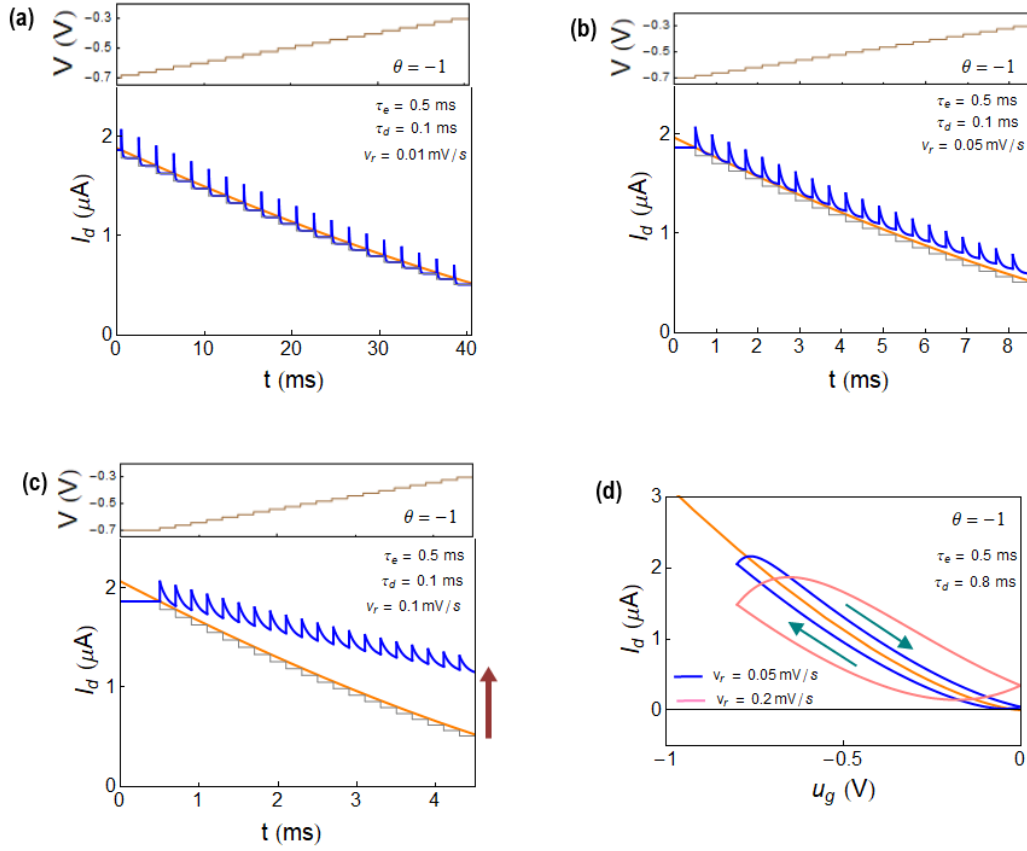 (a)
V (V)
−0.3
−0.5
−0.7
θ = −1
τe = 0.5 ms
τd = 0.1 ms
vr = 0.01 mV/s
Id (μA)
2
1
0
0 10 20 30 40
t (ms)
(b)
V (V)
−0.3
−0.5
−0.7
θ = −1
τe = 0.5 ms
τd = 0.1 ms
vr = 0.05 mV/s
Id (μA)
2
1
0
0 1 2 3 4 5 6 7 8
t (ms)
(c)
V (V)
−0.3
−0.5
−0.7
θ = −1
τe = 0.5 ms
τd = 0.1 ms
vr = 0.1 mV/s
Id (μA)
2
1
0
0 1 2 3 4
t (ms)
(d)
θ = −1
τe = 0.5 ms
τd = 0.8 ms
Id (μA)
3
2
1
0
vr = 0.05 mV/s
vr = 0.2 mV/s
−1 −0.5 0
ug (V)